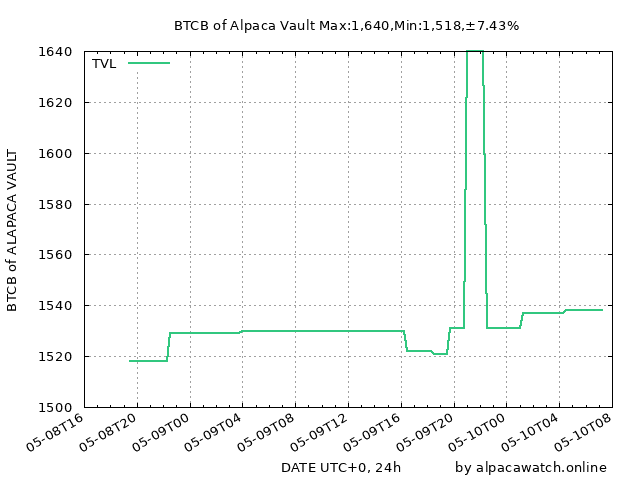 BTCB of Alpaca Vault Max:1,640,Min:1,518,±7.43%
TVL
1640
1620
1600
1580
1560
1540
1520
1500
BTCB of ALAPACA VAULT
05-08T16
05-08T20
05-09T00
05-09T04
05-09T08
05-09T12
05-09T16
05-09T20
05-10T00
05-10T04
05-10T08
DATE UTC+0, 24h
by alpacawatch.online